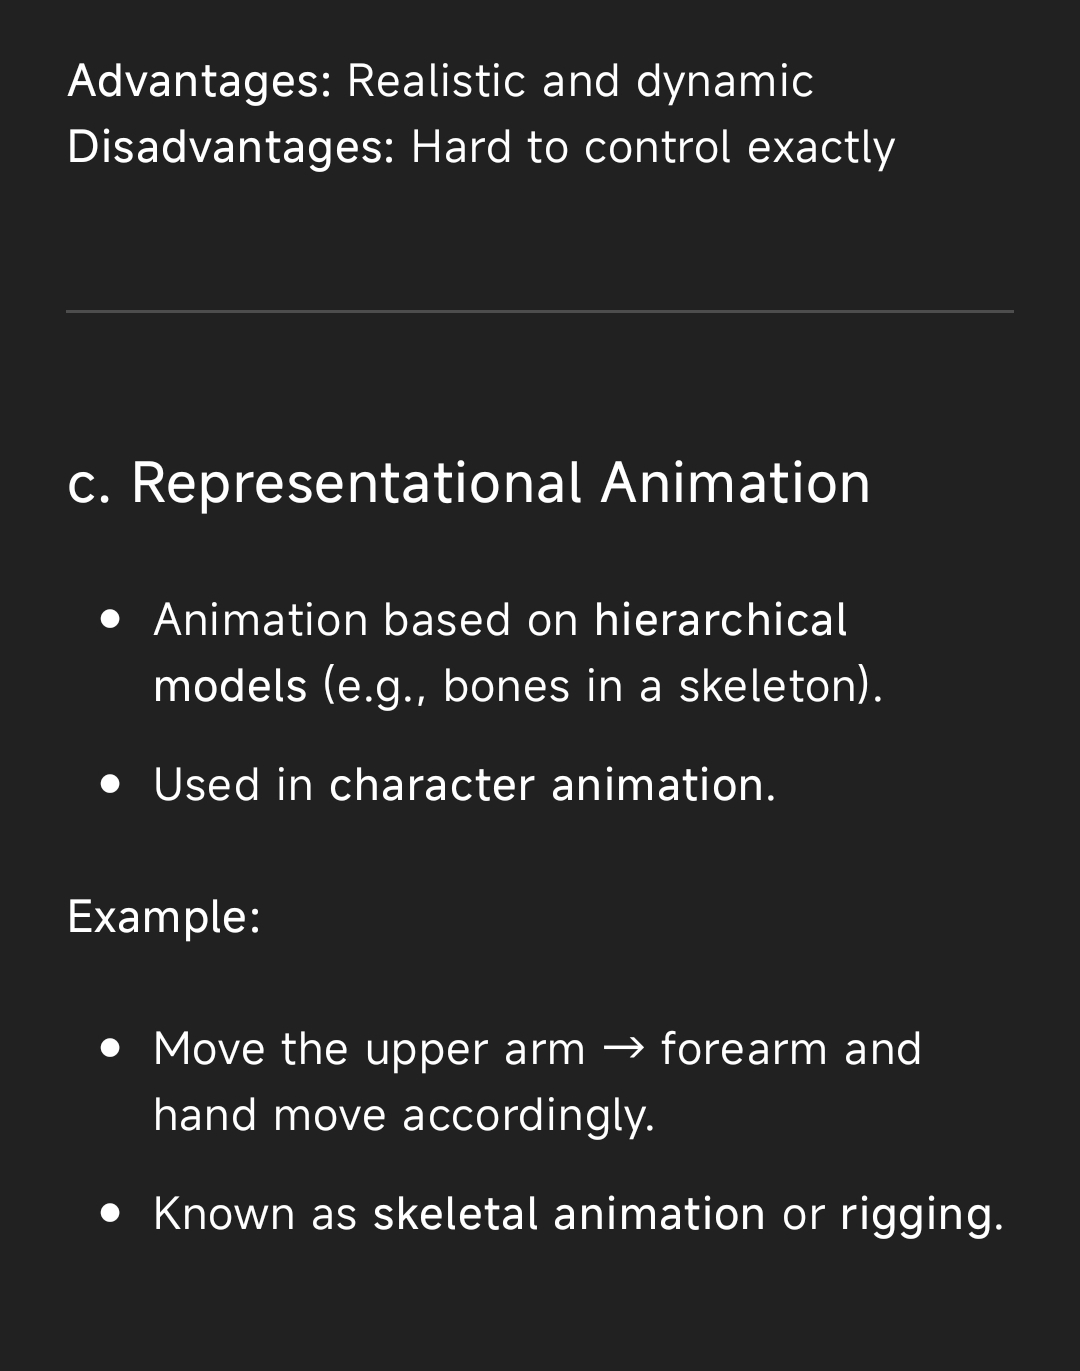 Advantages: Realistic and dynamic
Disadvantages: Hard to control exactly
c. Representational Animation
• Animation based on hierarchical
models (e.g., bones in a skeleton).
• Used in character animation.
Example:
• Move the upper arm → forearm and
hand move accordingly.
• Known as skeletal animation or rigging.